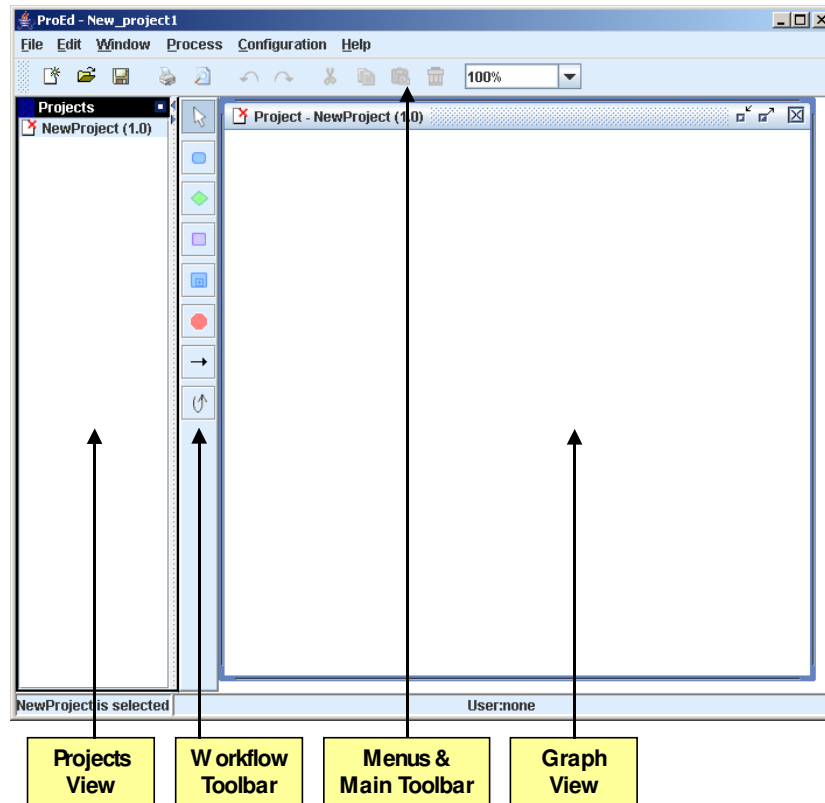 ProEd - New_project1
File Edit Window Process Configuration Help
100%
Projects
NewProject (1.0)
Project - NewProject (1.0)
NewProject is selected
User:none
Projects
View
Workflow
Toolbar
Menus &
Main Toolbar
Graph
View